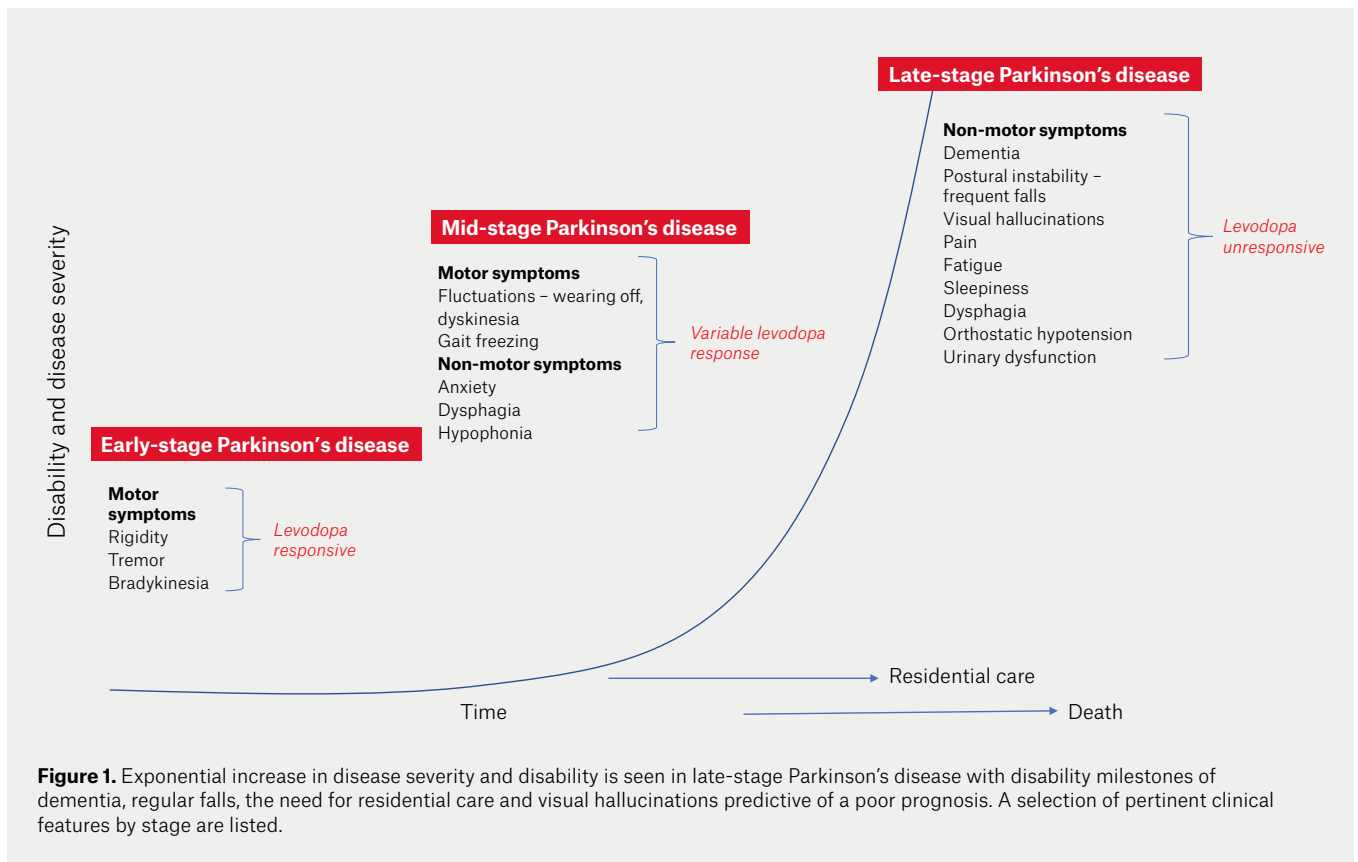 Disability and disease severity
Early-stage Parkinson’s disease
Motor
symptoms
Rigidity
Tremor
Bradykinesia
Levodopa
responsive
Mid-stage Parkinson’s disease
Motor symptoms
Fluctuations – wearing off,
dyskinesia
Gait freezing
Non-motor symptoms
Anxiety
Dysphagia
Hypophonia
Variable levodopa
response
Late-stage Parkinson’s disease
Non-motor symptoms
Dementia
Postural instability –
frequent falls
Visual hallucinations
Pain
Fatigue
Sleepiness
Dysphagia
Orthostatic hypotension
Urinary dysfunction
Levodopa
unresponsive
Residential care
Time
Death
Figure 1. Exponential increase in disease severity and disability is seen in late-stage Parkinson’s disease with disability milestones of
dementia, regular falls, the need for residential care and visual hallucinations predictive of a poor prognosis. A selection of pertinent clinical
features by stage are listed.